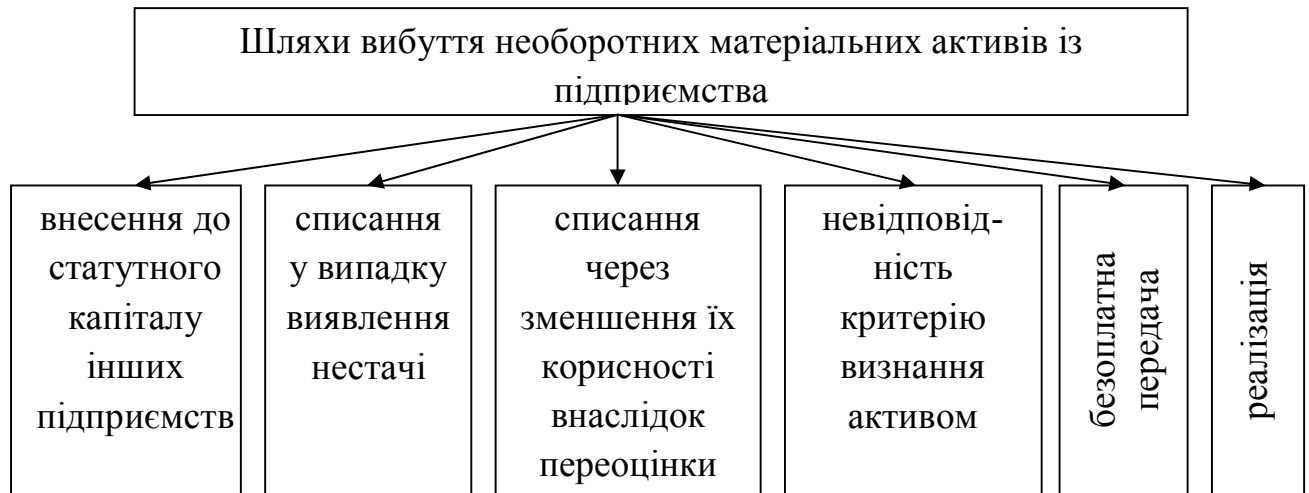 Шляхи вибуття необоротних матеріальних активів із
підприємства
внесення до
статутного
капіталу
інших
підприємств
списання
у випадку
виявлення
нестачі
списання
через
зменшення їх
корисності
внаслідок
переоцінки
невідповід-
ність
критерію
визнання
активом
безоплатна
передача
реалізація